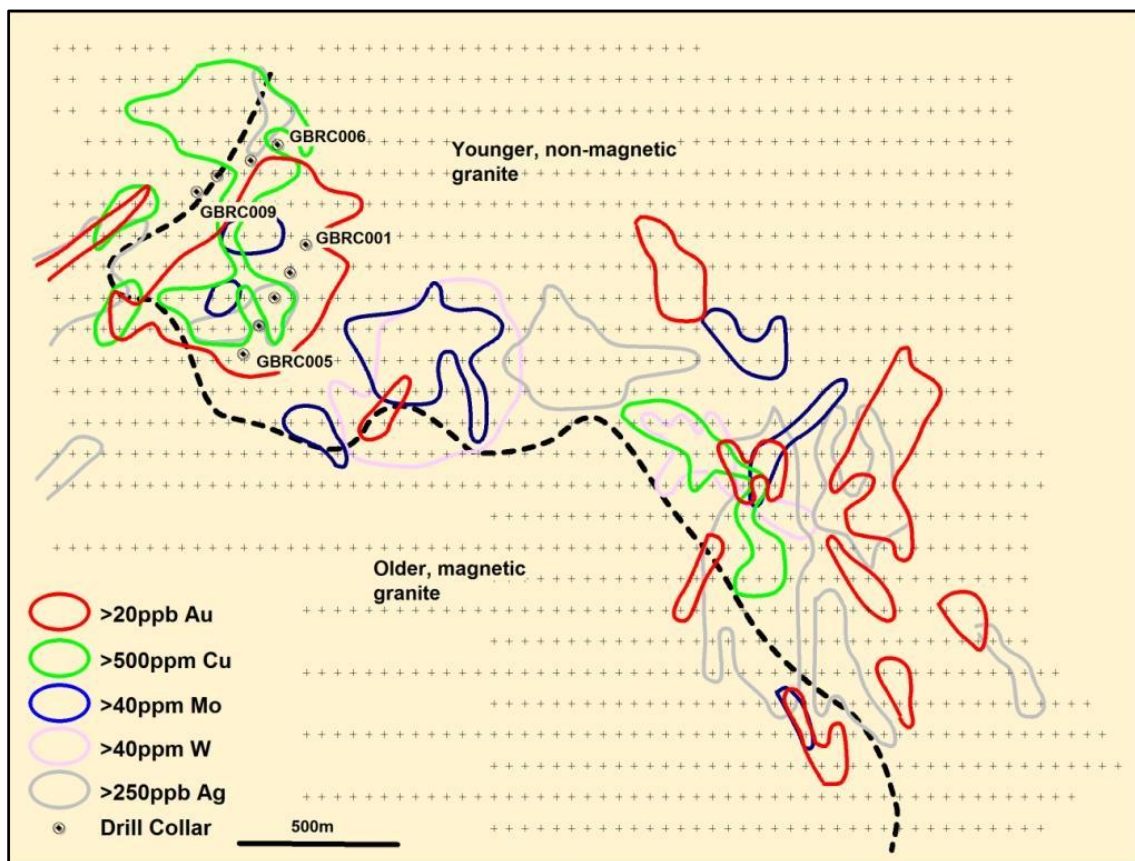 GBRC006
Younger, non-magnetic
granite
GBRC009
GBRC001
GBRC005
Older, magnetic
granite
>20ppb Au
>500ppm Cu
>40ppm Mo
>40ppm W
>250ppb Ag
Drill Collar
500m